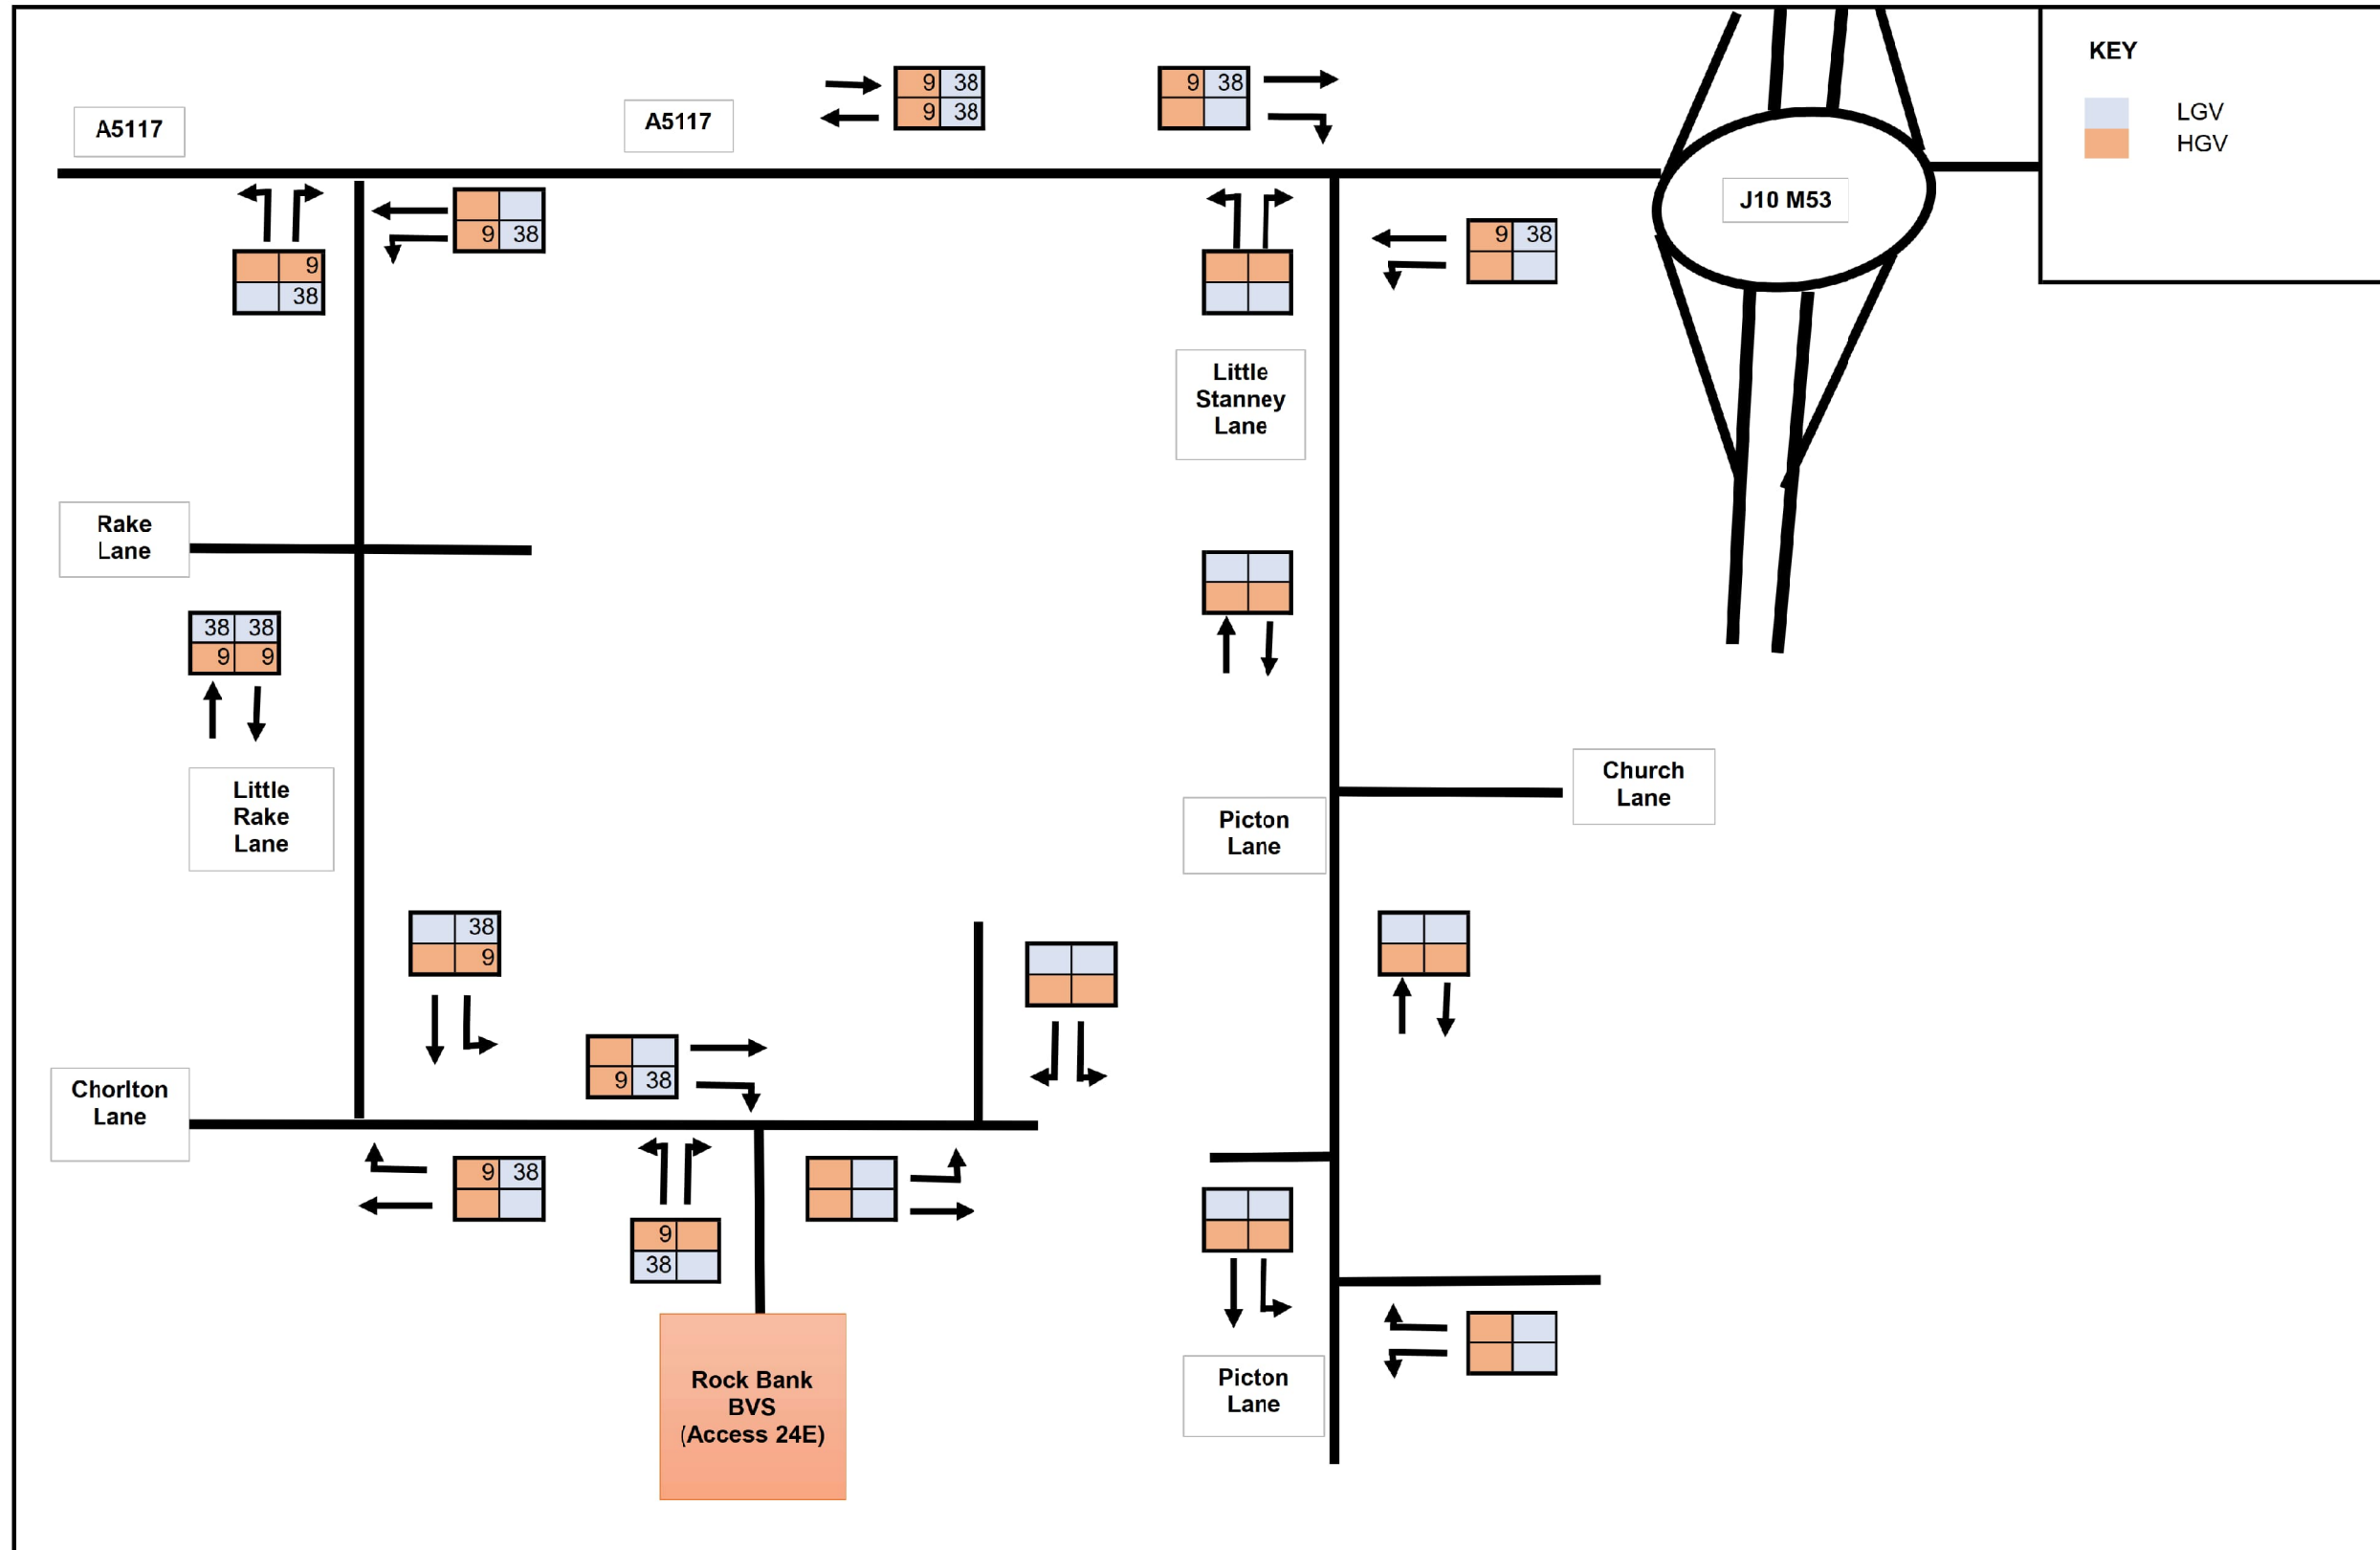 KEY
LGV
HGV
A5117
A5117
9 38
9 38
9 38
J10 M53
9 38
9
38
9 38
Little
Stanney
Lane
Rake
Lane
38 38
9 9
Little
Rake
Lane
Church
Lane
Picton
Lane
38
9
9 38
Chorlton
Lane
9 38
9
38
Rock Bank
BVS
(Access 24E)
Picton
Lane